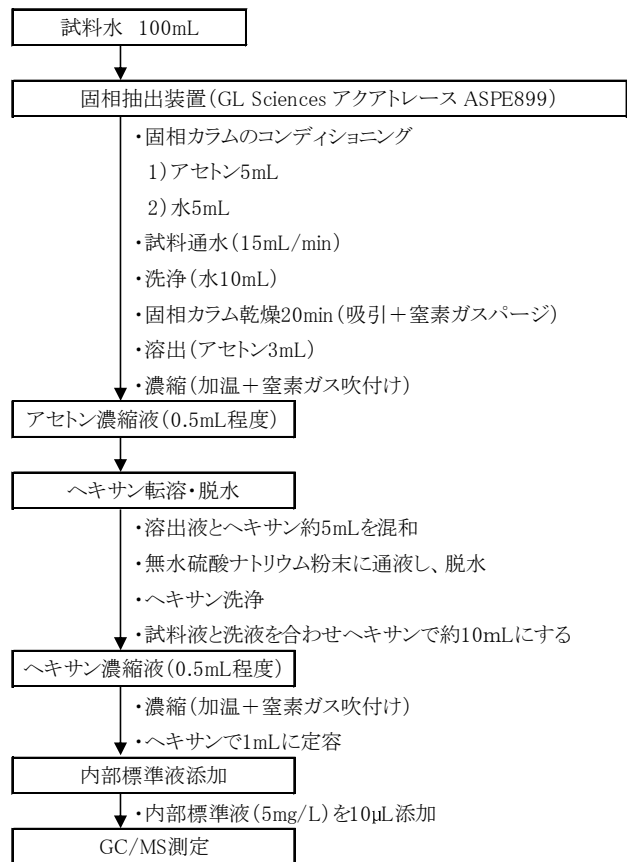 試料水　100mL
固相抽出装置（GL Sciences アクアトレース ASPE899）
・固相カラムのコンディショニング
1）アセトン5mL
2）水5mL
・試料通水（15mL/min）
・洗浄（水10mL）
・固相カラム乾燥20min（吸引＋窒素ガスパージ）
・溶出（アセトン3mL）
・濃縮（加温＋窒素ガス吹付け）
アセトン濃縮液（0.5mL程度）
ヘキサン転溶・脱水
・溶出液とヘキサン約5mLを混和
・無水硫酸ナトリウム粉末に通液し、脱水
・ヘキサン洗浄
・試料液と洗液を合わせヘキサンで約10mLにする
ヘキサン濃縮液（0.5mL程度）
・濃縮（加温＋窒素ガス吹付け）
・ヘキサンで1mLに定容
内部標準液添加
・内部標準液（5mg/L）を10μL添加
GC/MS測定